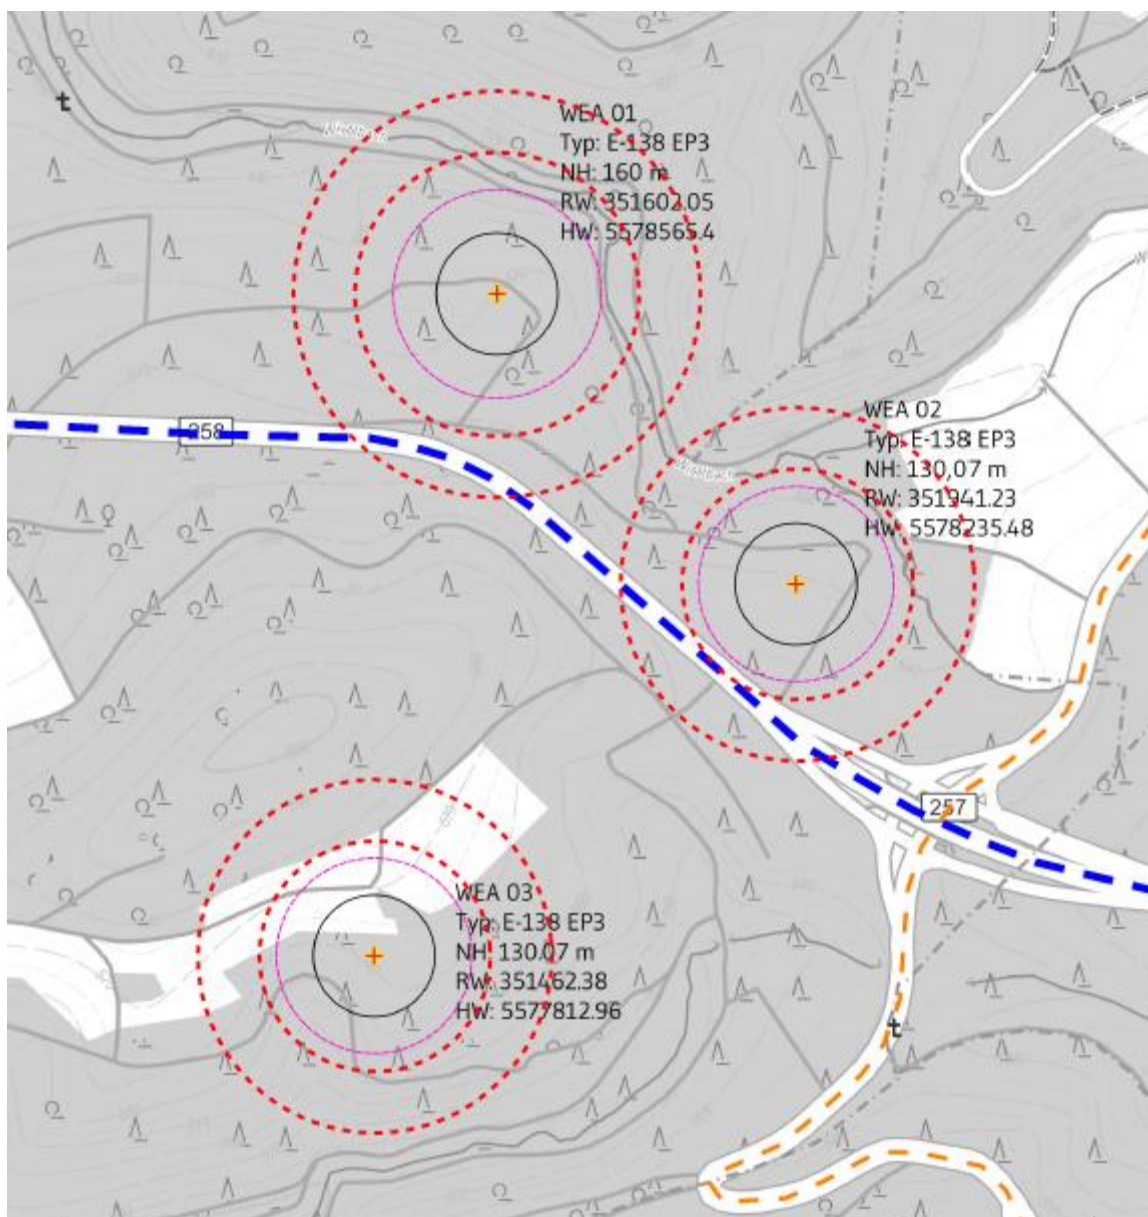 WEA 01
Typ: E-138 EP3
NH: 160 m
RW: 351602.05
HW: 5578565.4
258
WEA 02
Typ: E-138 EP3
NH: 130,07 m
RW: 351941.23
HW: 5578235.48
257
WEA 03
Typ: E-138 EP3
NH: 130.07 m
RW: 351462.38
HW: 5577812.96